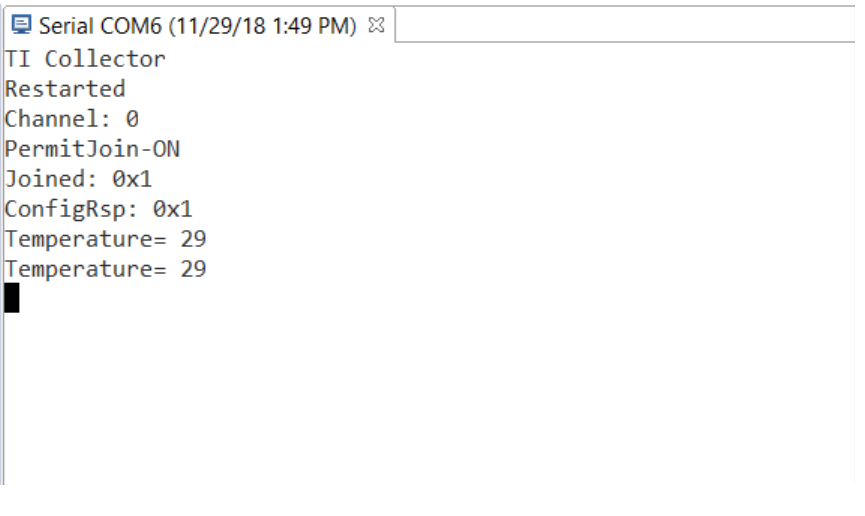 Serial COM6 (11/29/18 1:49 PM)
TI Collector
Restarted
Channel: 0
PermitJoin-ON
Joined: 0x1
ConfigRsp: 0x1
Temperature= 29
Temperature= 29